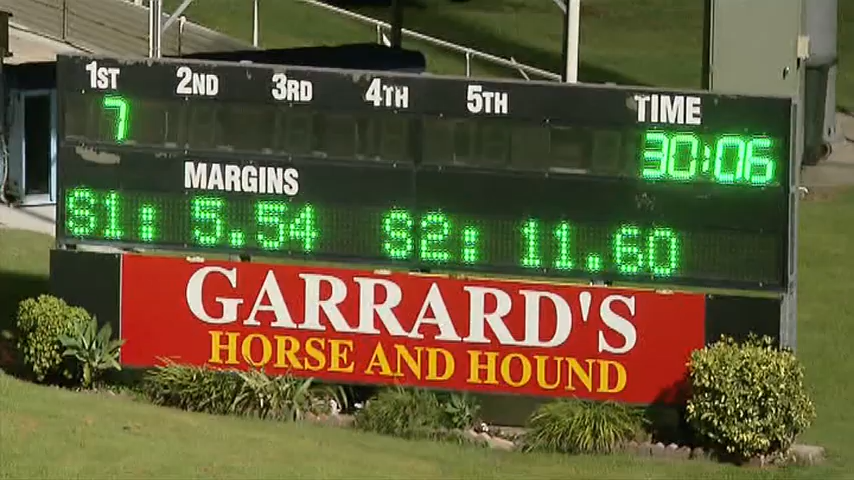 1ST 2ND 3RD 4TH 5TH TIME
7 30:06
MARGINS
S1: 5.54 S2: 11.60
GARRARD'S
HORSE AND HOUND